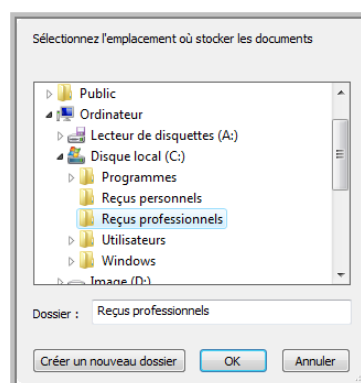 Sélectionnez l'emplacement où stocker les documents
Public
Ordinateur
Lecteur de disquettes (A:)
Disque local (C:)
Programmes
Reçus personnels
Reçus professionnels
Utilisateurs
Windows
Image (D:)
Dossier : Reçus professionnels
Créer un nouveau dossier OK Annuler